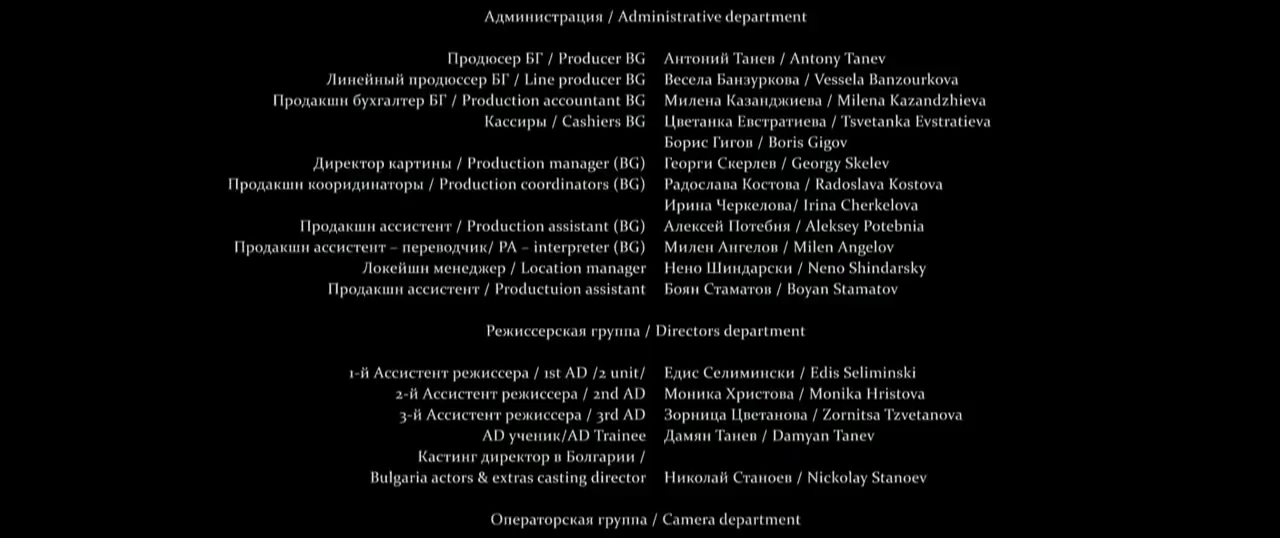 Администрация / Administrative department
Продюсер БГ / Producer BG Антоний Танев / Antony Tanev
Линейный продюссер БГ / Line producer BG Весела Банзуркова / Vessela Banzourkova
Продакшн бухгалтер БГ / Production accountant BG Милена Казанджиева / Milena Kazandzhieva
Кассиры / Cashiers BG Цветанка Евстратиева / Tsvetanka Evstratieva
Борис Гигов / Boris Gigov
Директор картины / Production manager (BG) Георги Скерлев / Georgy Skelev
Продакшн кооридинаторы / Production coordinators (BG) Радослава Костова / Radoslava Kostova
Ирина Черкелова/ Irina Cherkelova
Продакшн ассистент / Production assistant (BG) Алексей Потебня / Aleksey Potebnia
Продакшн ассистент – переводчик/ PA – interpreter (BG) Милен Ангелов / Milen Angelov
Локейшн менеджер / Location manager Нено Шиндарски / Neno Shindarsky
Продакшн ассистент / Productuion assistant Боян Стаматов / Boyan Stamatov
Режиссерская группа / Directors department
1-й Ассистент режиссера / 1st AD /2 unit/ Едис Селимински / Edis Seliminski
2-й Ассистент режиссера / 2nd AD Моника Христова / Monika Hristova
3-й Ассистент режиссера / 3rd AD Зорница Цветанова / Zornitsa Tzvetanova
AD ученик/AD Trainee Дамян Танев / Damyan Tanev
Кастинг директор в Болгарии /
Bulgaria actors & extras casting director Николай Станоев / Nickolay Stanoev
Операторская группа / Camera department